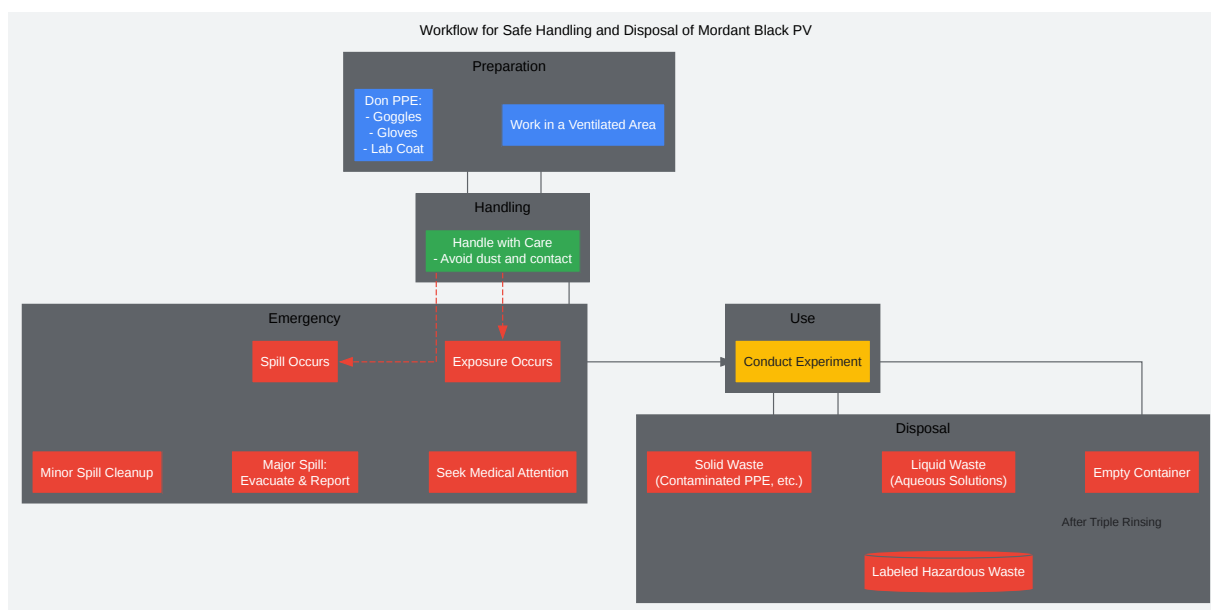 Workflow for Safe Handling and Disposal of Mordant Black PV
Preparation
Don PPE:
- Goggles
- Gloves
- Lab Coat
Work in a Ventilated Area
Handling
Handle with Care
- Avoid dust and contact
Emergency
Spill Occurs
Exposure Occurs
Minor Spill Cleanup
Major Spill:
Evacuate & Report
Seek Medical Attention
Use
Conduct Experiment
Disposal
Solid Waste
(Contaminated PPE, etc.)
Liquid Waste
(Aqueous Solutions)
Empty Container
After Triple Rinsing
Labeled Hazardous Waste